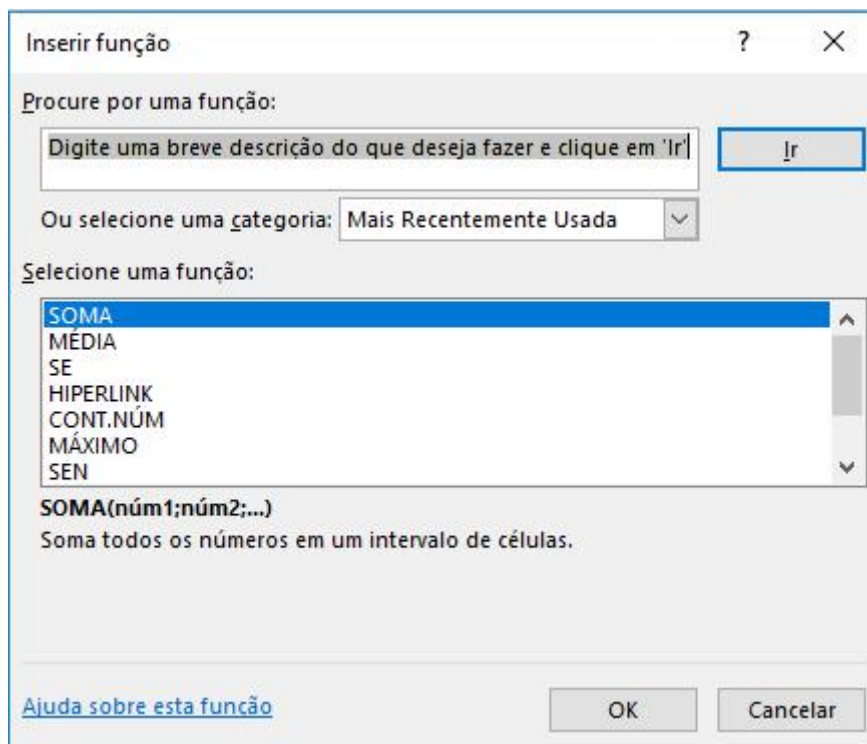 Inserir função
?
Procure por uma função:
Digite uma breve descrição do que deseja fazer e clique em 'Ir'
Ir
Ou selecione uma categoria: Mais Recentemente Usada
Selecione uma função:
SOMA
MÉDIA
SE
HIPERLINK
CONT.NÚM
MÁXIMO
SEN
SOMA(núm1;núm2;...)
Soma todos os números em um intervalo de células.
Ajuda sobre esta função
OK
Cancelar